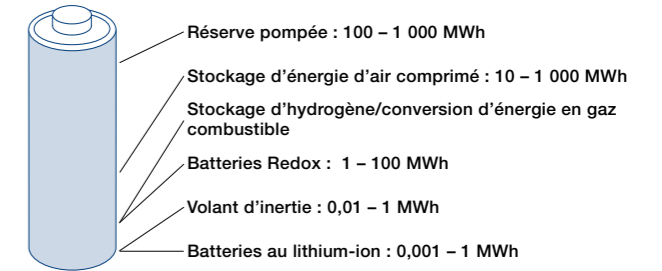 Réserve pompée : 100 – 1 000 MWh
Stockage d'énergie d'air comprimé : 10 – 1 000 MWh
Stockage d'hydrogène/conversion d'énergie en gaz
combustible
Batteries Redox :  1 – 100 MWh
Volant d'inertie : 0,01 – 1 MWh
Batteries au lithium-ion : 0,001 – 1 MWh